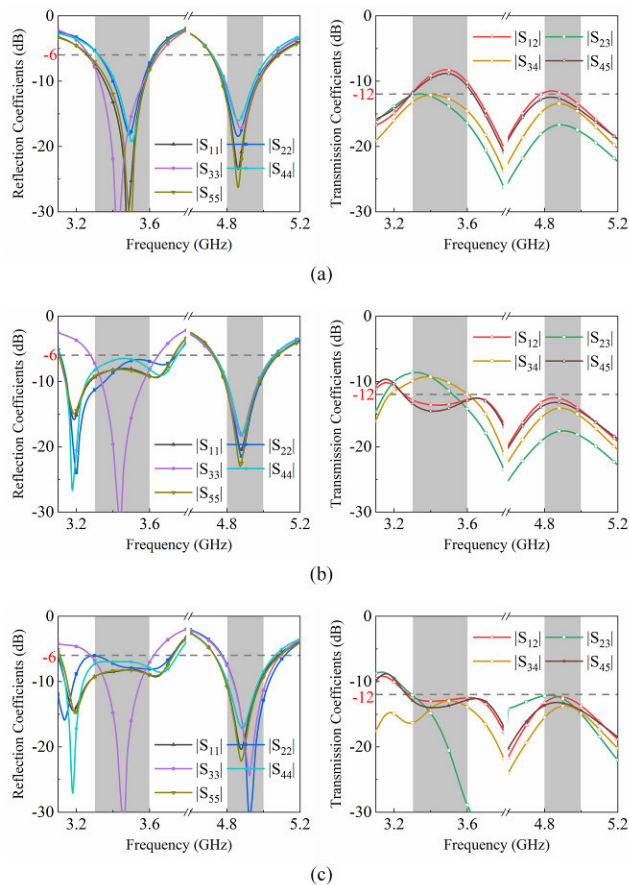 0
-6
-10
-20
-30
Reflection Coefficients (dB)
|S11| |S22|
|S33| |S44|
|S55|
3.2 3.6 4.8 5.2
Frequency (GHz)
0
-10
-12
-20
-30
Transmission Coefficients (dB)
|S12| |S23|
|S34| |S45|
3.2 3.6 4.8 5.2
Frequency (GHz)
(a)
0
-6
-10
-20
-30
Reflection Coefficients (dB)
|S11| |S22|
|S33| |S44|
|S55|
3.2 3.6 4.8 5.2
Frequency (GHz)
0
-10
-12
-20
-30
Transmission Coefficients (dB)
|S12| |S23|
|S34| |S45|
3.2 3.6 4.8 5.2
Frequency (GHz)
(b)
0
-6
-10
-20
-30
Reflection Coefficients (dB)
|S11| |S22|
|S33| |S44|
|S55|
3.2 3.6 4.8 5.2
Frequency (GHz)
0
-10
-12
-20
-30
Transmission Coefficients (dB)
|S12| |S23|
|S34| |S45|
3.2 3.6 4.8 5.2
Frequency (GHz)
(c)